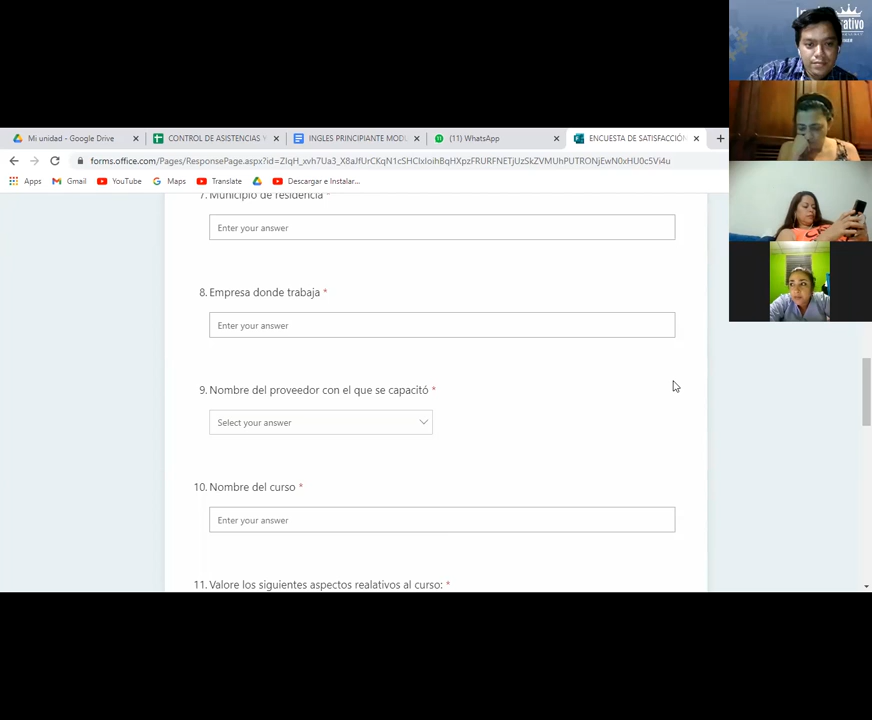 Mi unidad - Google Drive
CONTROL DE ASISTENCIAS Y
INGLES PRINCIPIANTE MODU
(11) WhatsApp
ENCUESTA DE SATISFACCIÓN
forms.office.com/Pages/ResponsePage.aspx?id=ZIqH_xvh7Ua3_X8aJfUrCKqN1cSHCIxIoihBqHXpzFRURFNETjUzSkZVMUhPUTRONjEwN0xHU0c5Vi4u
Apps
Gmail
YouTube
Maps
Translate
Descargar e Instalar...
7. Municipio de residencia *
Enter your answer
8. Empresa donde trabaja *
Enter your answer
9. Nombre del proveedor con el que se capacitó *
Select your answer
10. Nombre del curso *
Enter your answer
11. Valore los siguientes aspectos realativos al curso: *